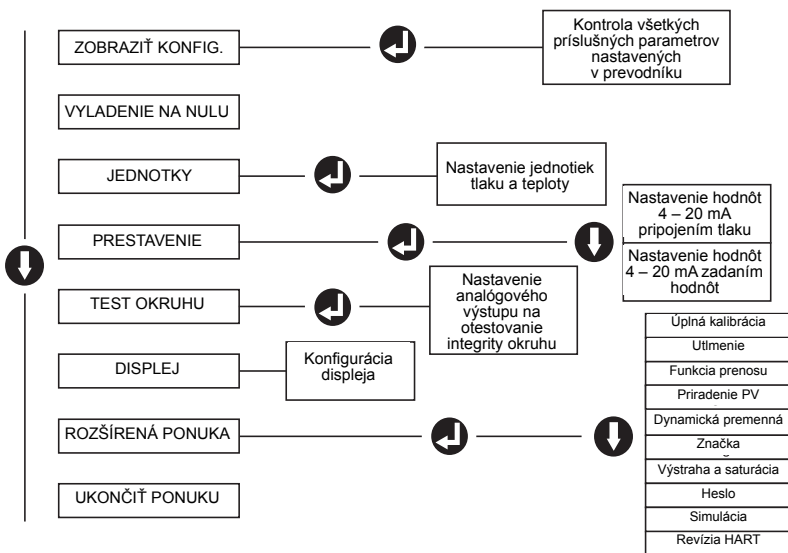 ZOBRAZIŤ KONFIG.
Kontrola všetkých
príslušných parametrov
nastavených
v prevodníku
VYLADENIE NA NULU
JEDNOTKY
Nastavenie jednotiek
tlaku a teploty
PRESTAVENIE
Nastavenie hodnôt
4 – 20 mA
pripojením tlaku
Nastavenie hodnôt
4 – 20 mA zadaním
hodnôt
TEST OKRUHU
Nastavenie
analógového
výstupu na
otestovanie
integrity okruhu
DISPLEJ
Konfigurácia
displeja
ROZŠÍRENÁ PONUKA
Úplná kalibrácia
Utlmenie
Funkcia prenosu
Priradenie PV
Dynamická premenná
Značka
Výstraha a saturácia
Heslo
Simulácia
Revízia HART
UKONČIŤ PONUKU